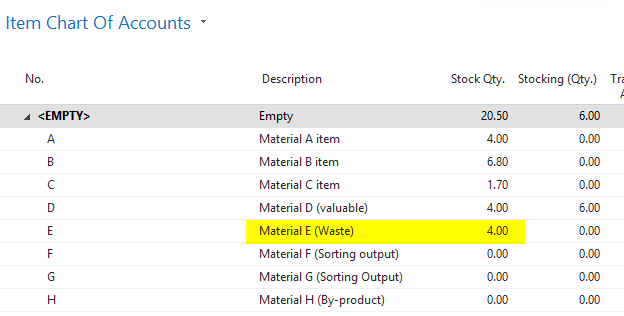 Item Chart Of Accounts
No. Description Stock Qty. Stocking (Qty.) Tra
A
<EMPTY> Empty 20.50 6.00
A Material A item 4.00 0.00
B Material B item 6.80 0.00
C Material C item 1.70 0.00
D Material D (valuable) 4.00 6.00
E Material E (Waste) 4.00 0.00
F Material F (Sorting output) 0.00 0.00
G Material G (Sorting Output) 0.00 0.00
H Material H (By-product) 0.00 0.00